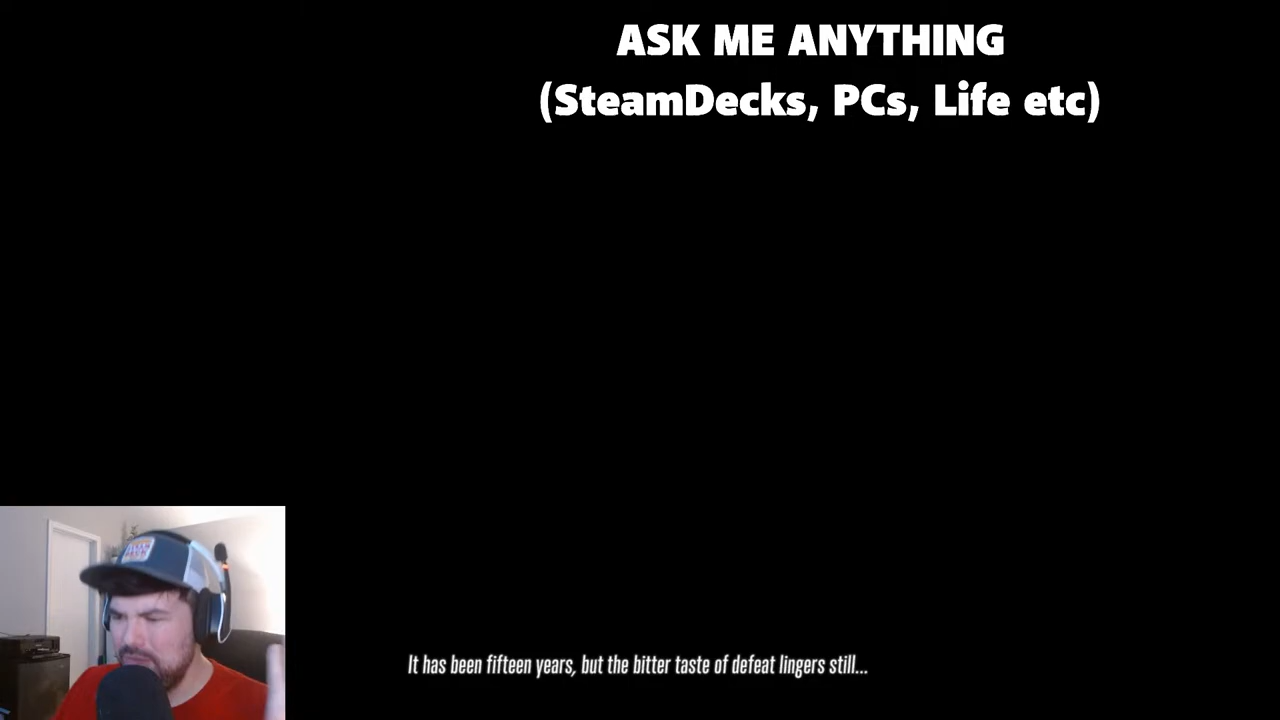 ASK ME ANYTHING
(SteamDecks, PCs, Life etc)
It has been fifteen years, but the bitter taste of defeat lingers still...